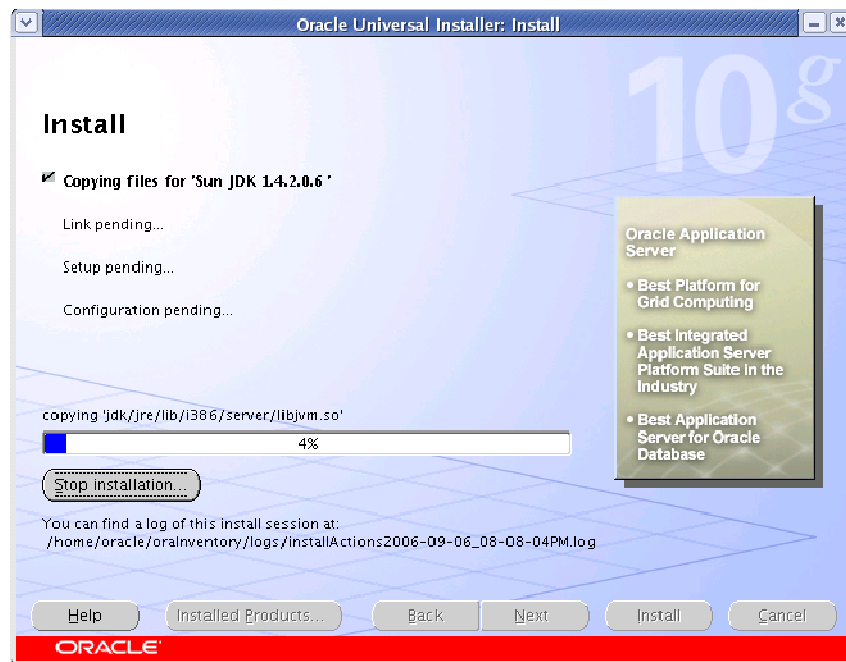 Oracle Universal Installer: Install
10g
Install
Copying files for 'Sun JDK 1.4.2.0.6 '
Link pending...
Setup pending...
Configuration pending...
Oracle Application
Server
• Best Platform for
Grid Computing
• Best Integrated
Application Server
Platform Suite in the
Industry
• Best Application
Server for Oracle
Database
copying 'jdk/jre/lib/i386/server/libjvm.so'
4%
Stop installation...
You can find a log of this install session at:
/home/oracle/oraInventory/logs/installActions2006-09-06_08-08-04PM.log
Help
Installed Products...
Back
Next
Install
Cancel
ORACLE